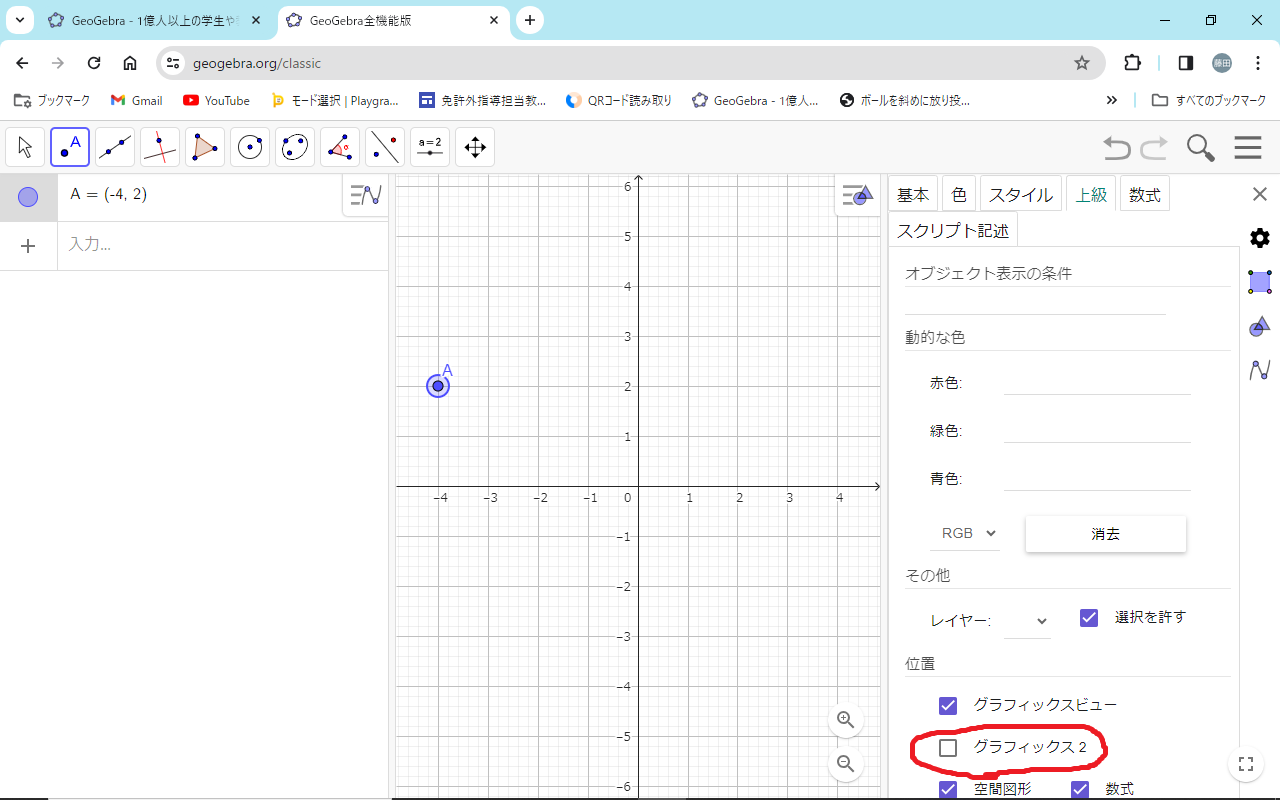 GeoGebra - 1億人以上の学生や
GeoGebra全機能版
geogebra.org/classic
藤田
ブックマーク
Gmail
YouTube
モード選択 | Playgra...
免許外指導担当教...
QRコード読み取り
GeoGebra - 1億人...
ボールを斜めに放り投...
すべてのブックマーク
A
a=2
A = (-4, 2)
入力...
基本
色
スタイル
上級
数式
スクリプト記述
オブジェクト表示の条件
動的な色
赤色:
緑色:
青色:
RGB
消去
その他
レイヤー:
選択を許す
位置
グラフィックスビュー
グラフィックス 2
空間図形
数式
A
6
5
4
3
2
1
−4 −3 −2 −1 0 1 2 3 4
−1
−2
−3
−4
−5
−6